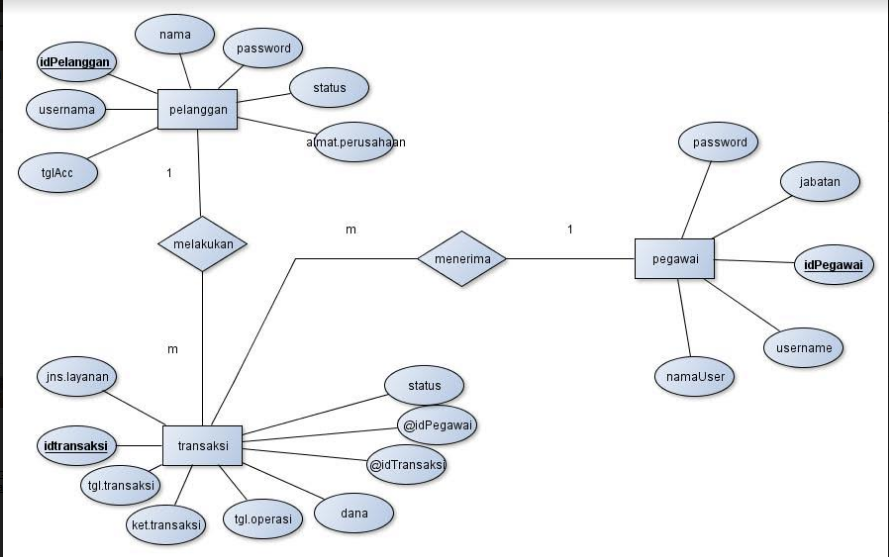 nama
idPelanggan
password
status
usernama
pelanggan
almat.perusahaan
tglAcc
1
melakukan
m
menerima
1
password
jabatan
pegawai
idPegawai
username
namaUser
m
jns.layanan
status
@idPegawai
idtransaksi
transaksi
@idTransaksi
tgl.transaksi
ket.transaksi
tgl.operasi
dana